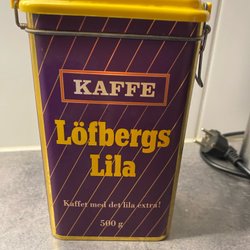 KAFFE
Löfbergs
Lila
Kaffet med det lila extra!
500 g